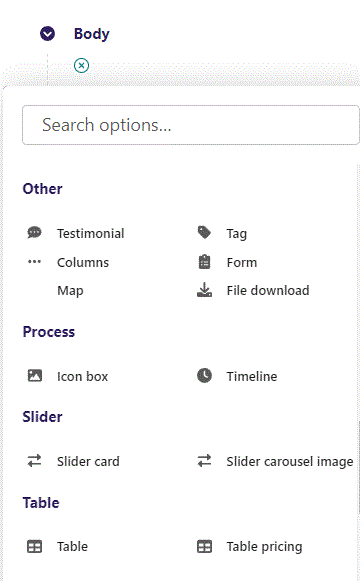 Body
Search options...
Other
Testimonial Tag
Columns Form
Map File download
Process
Icon box Timeline
Slider
Slider card Slider carousel image
Table
Table Table pricing